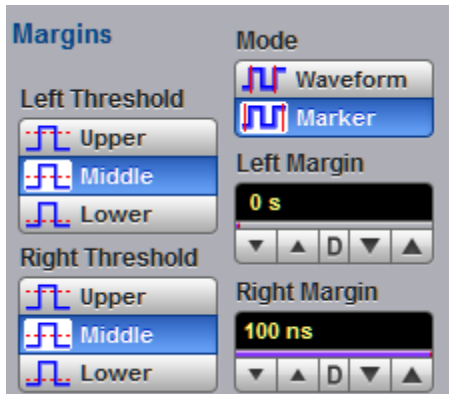 Margins
Left Threshold
Upper
Middle
Lower
Right Threshold
Upper
Middle
Lower
Mode
Waveform
Marker
Left Margin
0 s
D
Right Margin
100 ns
D